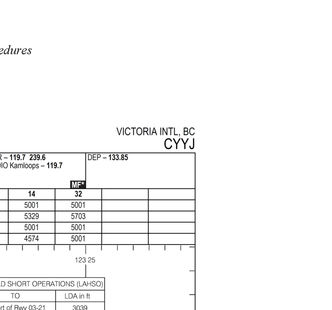 edures
VICTORIA INTL, BC
CYYJ
R – 119.7 239.6
DEP – 133.85
DIO Kamloops – 119.7
MF*
14 32
5001 5001
5329 5703
5001 5001
4574 5001
123 25
D SHORT OPERATIONS (LAHSO)
TO LDA in ft
rt of Rwy 03-21 3039